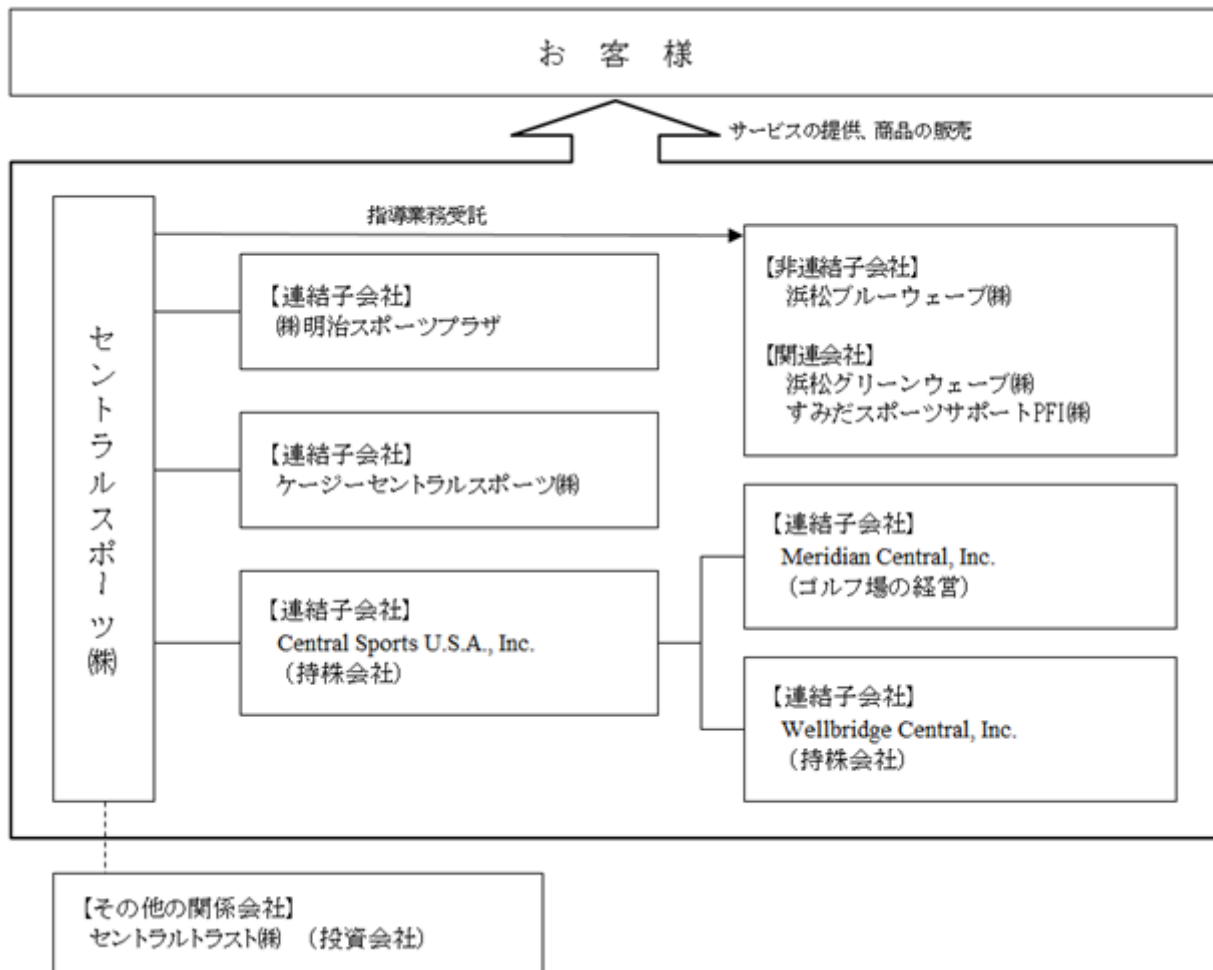 お客様
サービスの提供、商品の販売
セントラルスポーツ㈱
指導業務受託
【連結子会社】
㈱明治スポーツプラザ
【連結子会社】
ケージーセントラルスポーツ㈱
【連結子会社】
Central Sports U.S.A., Inc.
（持株会社）
【非連結子会社】
浜松ブルーウェーブ㈱
【関連会社】
浜松グリーンウェーブ㈱
すみだスポーツサポートPFI㈱
【連結子会社】
Meridian Central, Inc.
（ゴルフ場の経営）
【連結子会社】
Wellbridge Central, Inc.
（持株会社）
【その他の関係会社】
セントラルトラスト㈱　（投資会社）